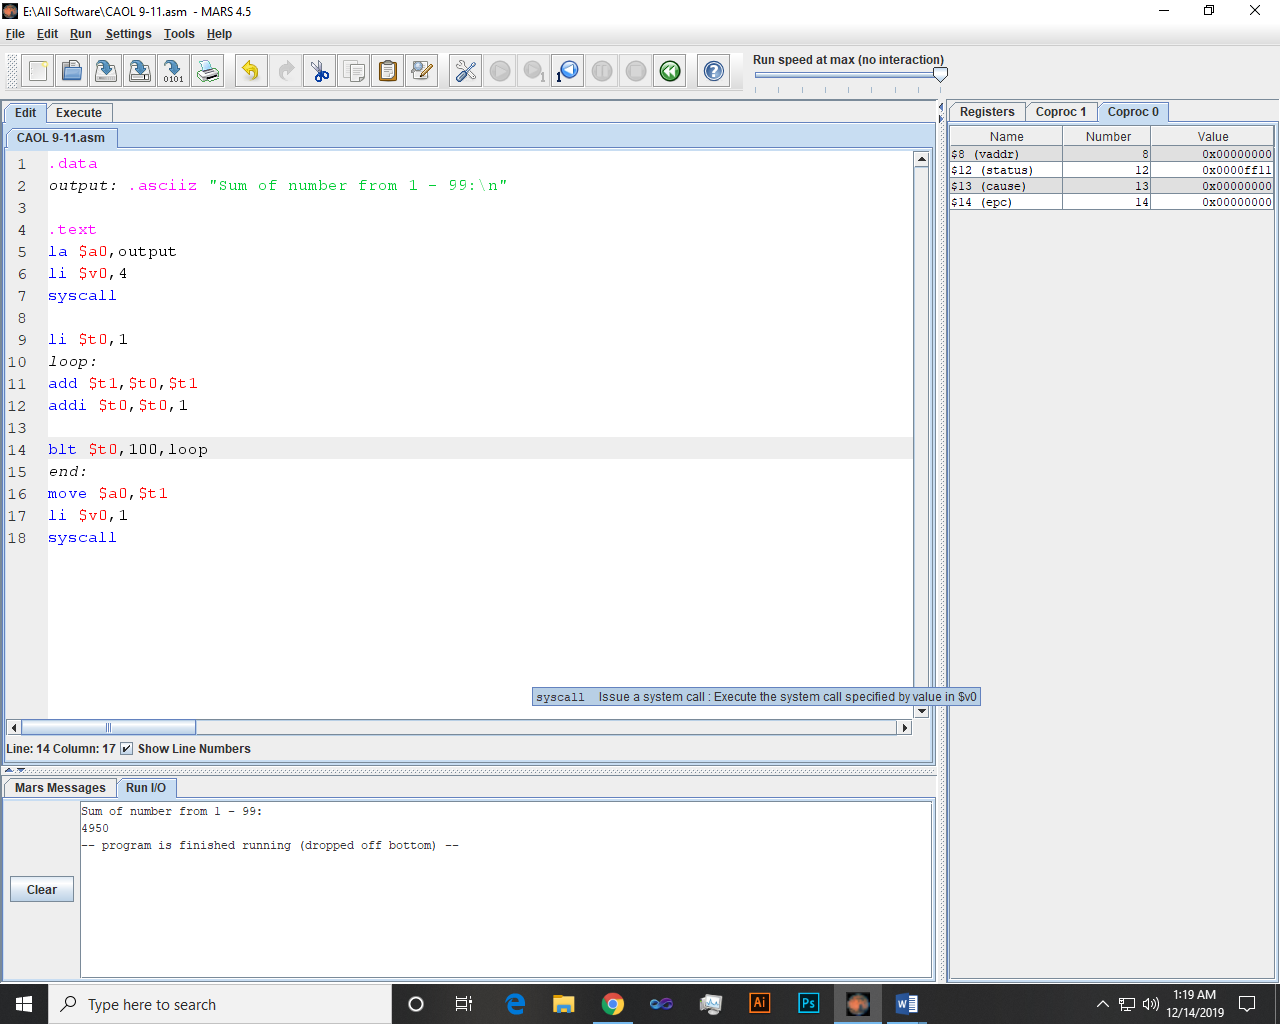 E:\All Software\CAOL 9-11.asm - MARS 4.5
File Edit Run Settings Tools Help
0101
1
1
Run speed at max (no interaction)
Edit Execute
CAOL 9-11.asm
1 .data
2 output: .asciiz "Sum of number from 1 - 99:\n"
3
4 .text
5 la $a0,output
6 li $v0,4
7 syscall
8
9 li $t0,1
10 loop:
11 add $t1,$t0,$t1
12 addi $t0,$t0,1
13
14 blt $t0,100,loop
15 end:
16 move $a0,$t1
17 li $v0,1
18 syscall
syscall Issue a system call : Execute the system call specified by value in $v0
Line: 14 Column: 17 Show Line Numbers
Registers Coproc 1 Coproc 0
Name Number Value
$8 (vaddr) 8 0x00000000
$12 (status) 12 0x0000ff11
$13 (cause) 13 0x00000000
$14 (epc) 14 0x00000000
Mars Messages Run I/O
Sum of number from 1 - 99:
4950
-- program is finished running (dropped off bottom) --
Clear
Type here to search
Ai
Ps
1:19 AM
12/14/2019